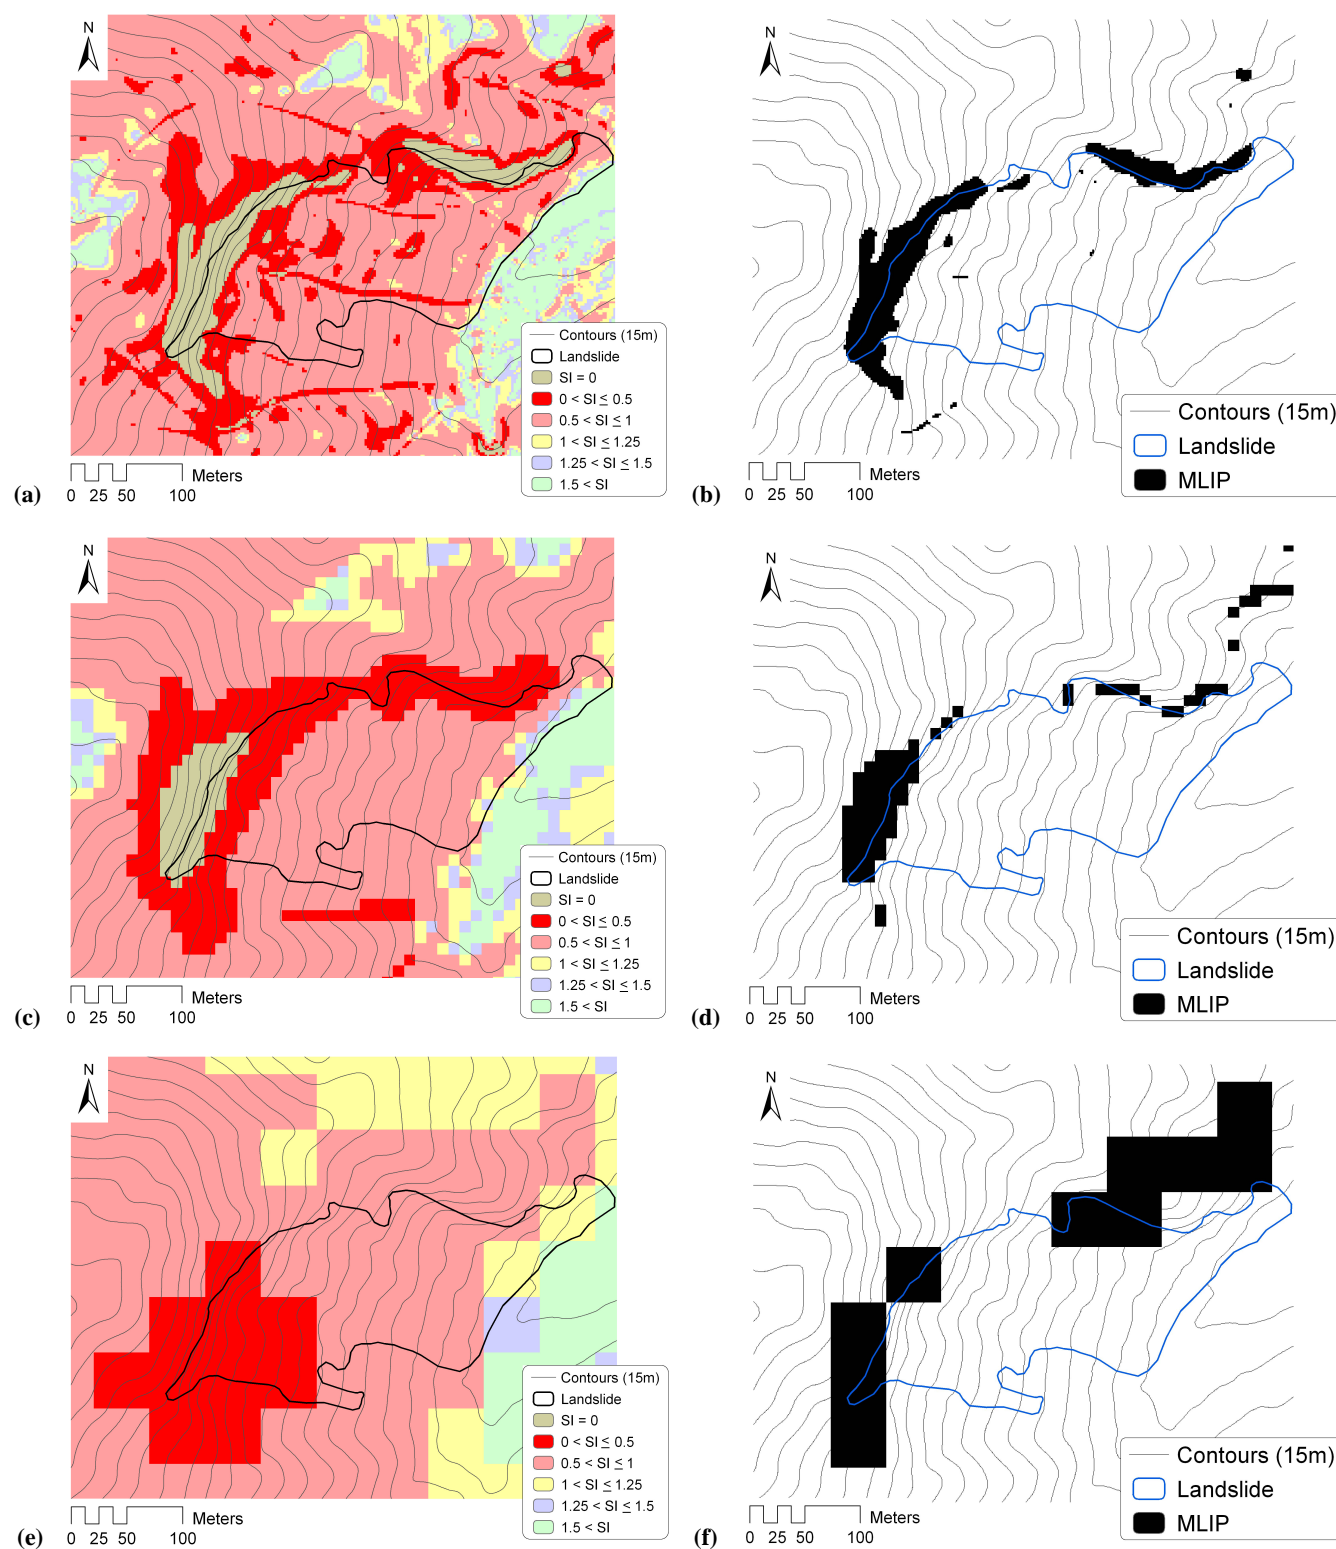 N
Contours (15m)
Landslide
SI = 0
0 < SI ≤ 0.5
0.5 < SI ≤ 1
1 < SI ≤ 1.25
1.25 < SI ≤ 1.5
1.5 < SI
Meters
0 25 50 100
(a)
N
Contours (15m)
Landslide
MLIP
Meters
0 25 50 100
(b)
N
Contours (15m)
Landslide
SI = 0
0 < SI ≤ 0.5
0.5 < SI ≤ 1
1 < SI ≤ 1.25
1.25 < SI ≤ 1.5
1.5 < SI
Meters
0 25 50 100
(c)
N
Contours (15m)
Landslide
MLIP
Meters
0 25 50 100
(d)
N
Contours (15m)
Landslide
SI = 0
0 < SI ≤ 0.5
0.5 < SI ≤ 1
1 < SI ≤ 1.25
1.25 < SI ≤ 1.5
1.5 < SI
Meters
0 25 50 100
(e)
N
Contours (15m)
Landslide
MLIP
Meters
0 25 50 100
(f)